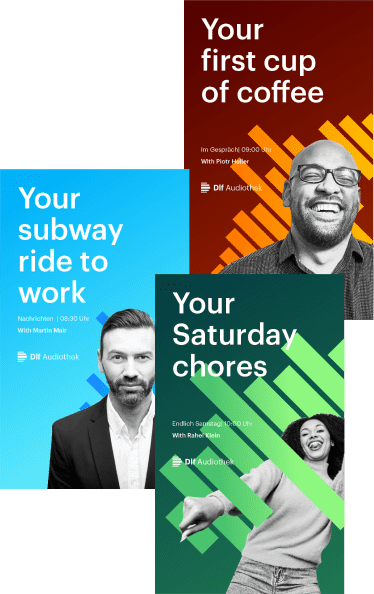 Your
first cup
of coffee
Im Gespräch| 09:00 Uhr
With Piotr Heller
Dlf Audiothek
Your
subway
ride to
work
Nachrichten | 08:30 Uhr
With Martin Mair
Dlf Audiothek
Your
Saturday
chores
Endlich Samstag| 10:00 Uhr
With Rahel Klein
Dlf Audiothek